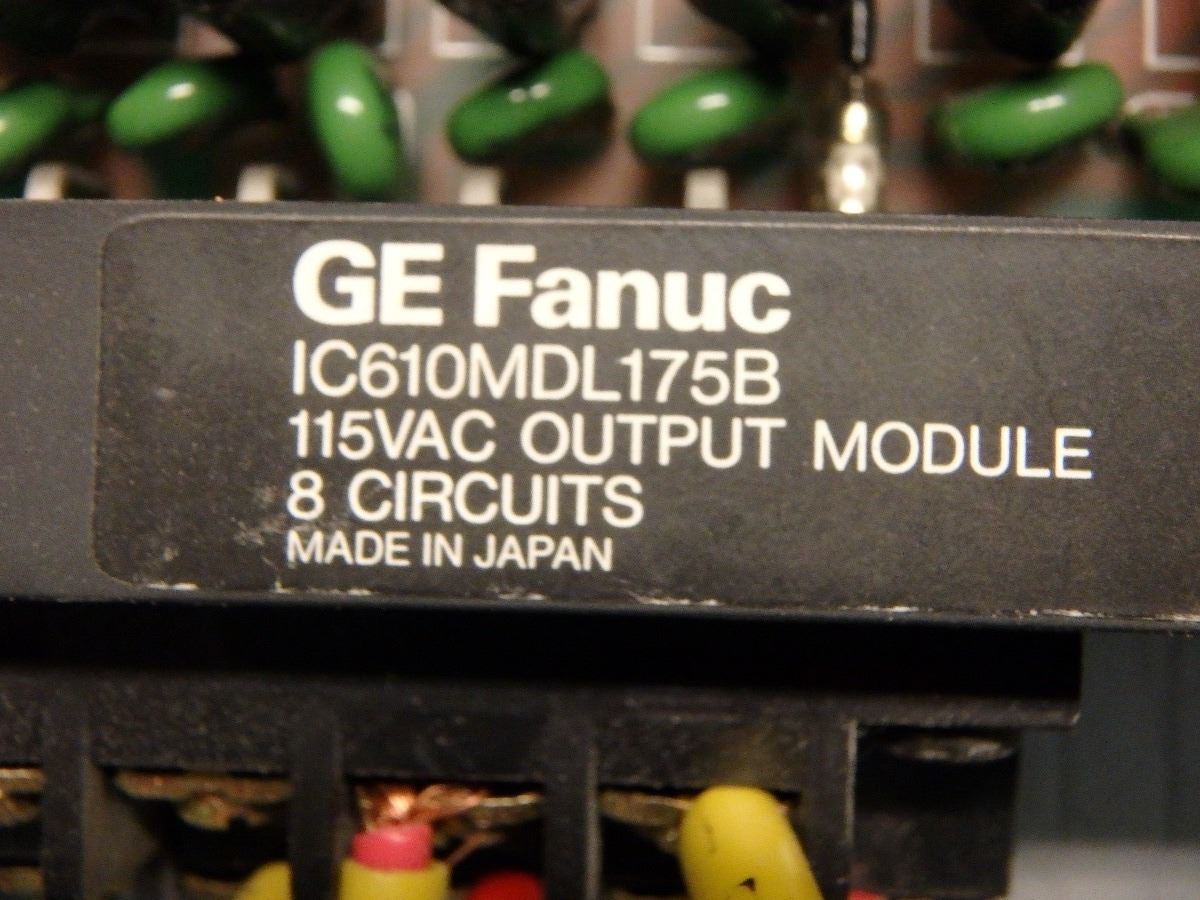 GE Fanuc
IC610MDL175B
115VAC OUTPUT MODULE
8 CIRCUITS
MADE IN JAPAN